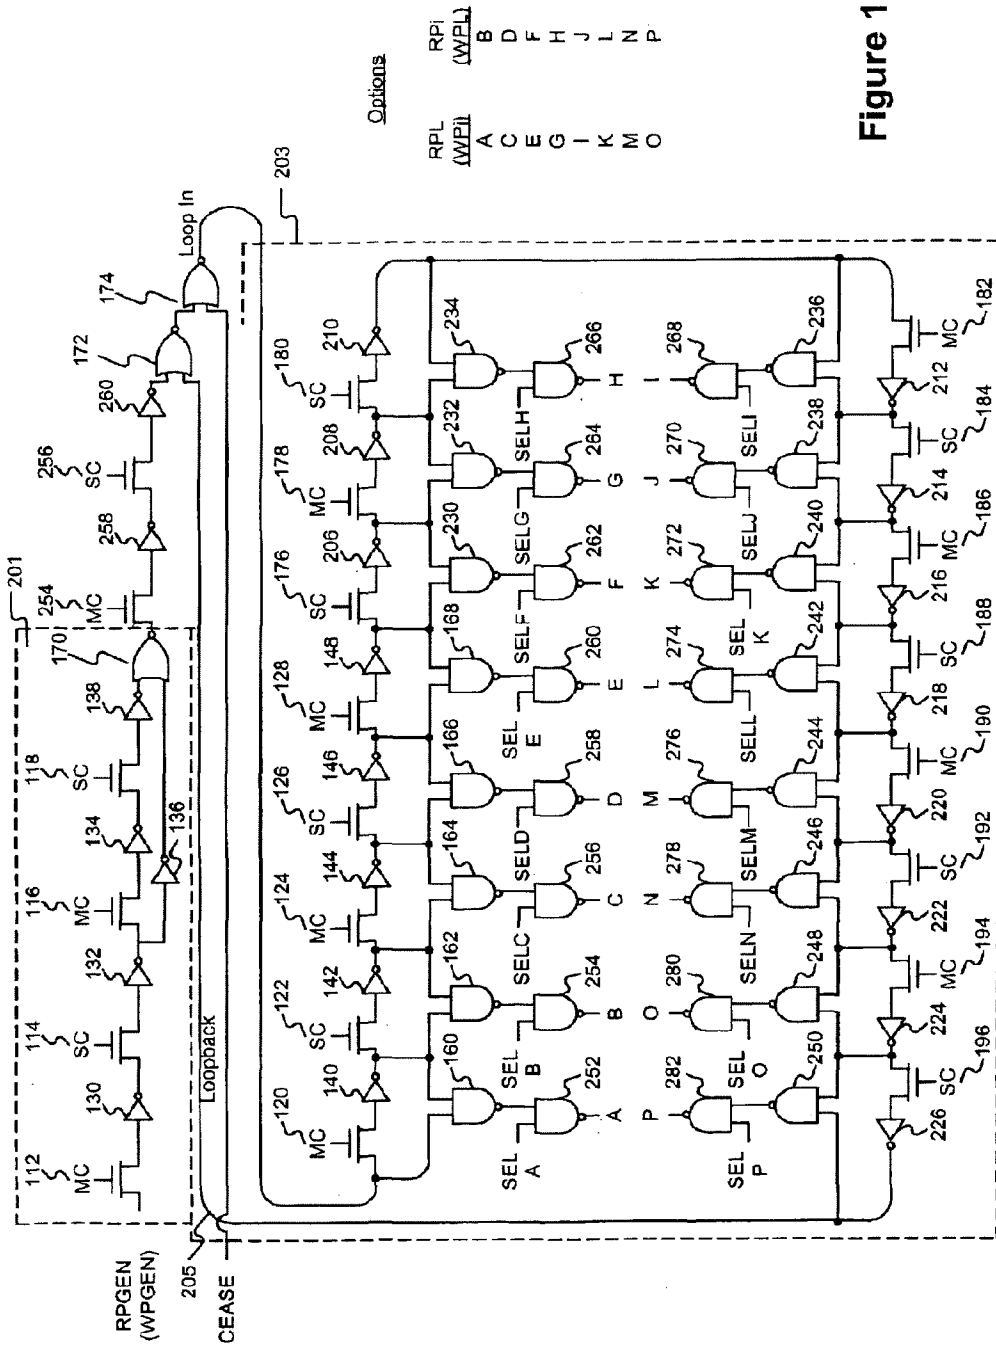 Figure 1
Options
RPL
(WPi)
A
C
E
G
I
K
M
O
RPi
(WPL)
B
D
F
H
J
L
N
P
201
112
MC
130
114
SC
132
116
MC
134
118
SC
138
136
170
254
MC
258
256
SC
260
172
174
Loop In
RPGEN
(WPGEN)
205
CEASE
Loopback
203
120
MC
140
122
SC
142
124
MC
144
126
SC
146
128
MC
148
176
SC
206
178
MC
208
180
SC
210
160
162
164
166
168
230
232
234
SEL
A
SEL
B
SELC
SELD
SEL
E
SELF
SELG
SELH
252
254
256
258
260
262
264
266
A
B
C
D
E
F
G
H
P
O
N
M
L
K
J
I
282
280
278
276
274
272
270
268
SEL
P
SEL
O
SELN
SELM
SELL
SEL
K
SELJ
SELI
250
248
246
244
242
240
238
236
226
SC
196
224
MC
194
222
SC
192
220
MC
190
218
SC
188
216
MC
186
214
SC
184
212
MC
182